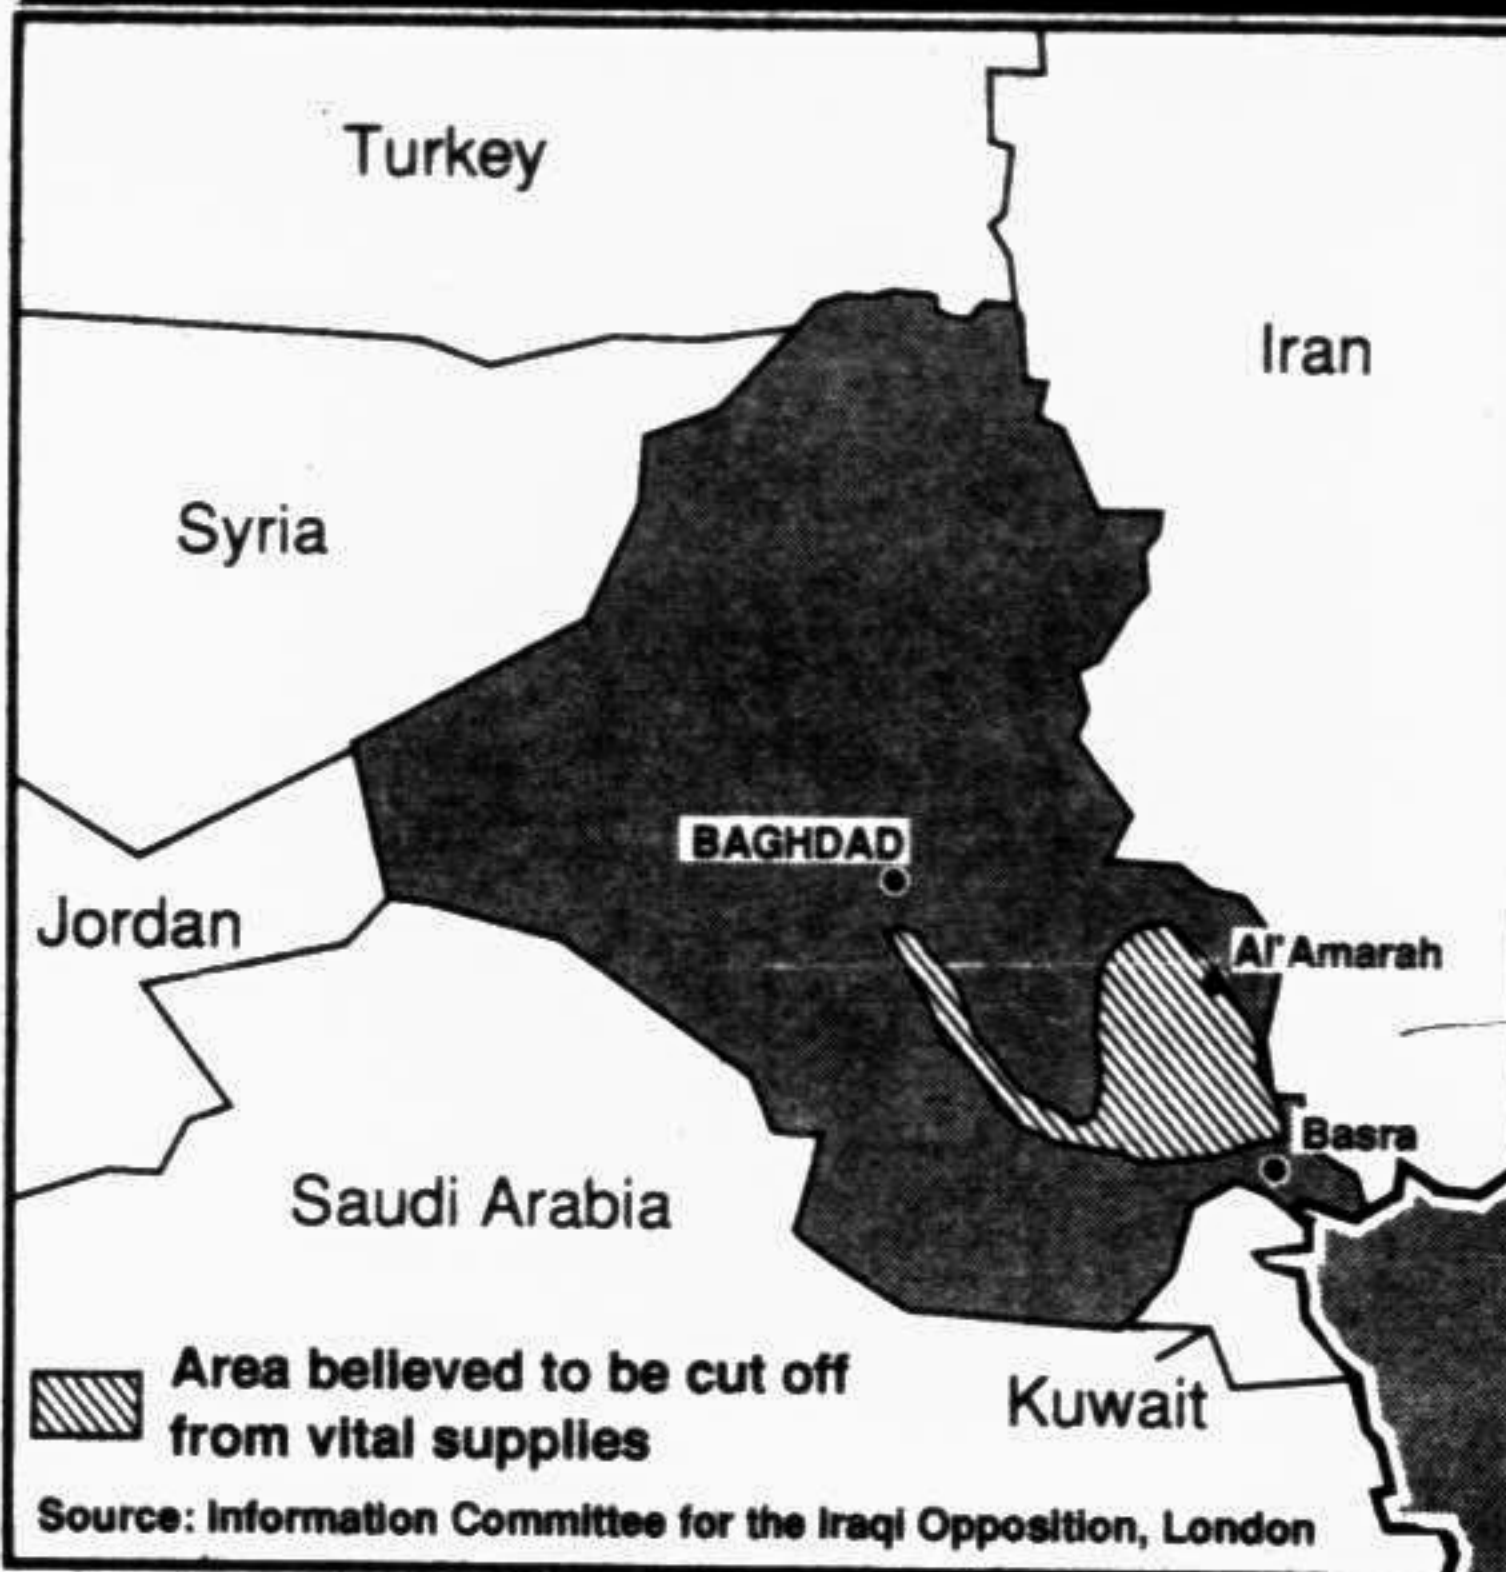 Turkey
Iran
Syria
BAGHDAD
Jordan
Al'Amarah
Basra
Saudi Arabia
Area believed to be cut off
from vital supplies
Kuwait
Source: Information Committee for the Iraqi Opposition, London